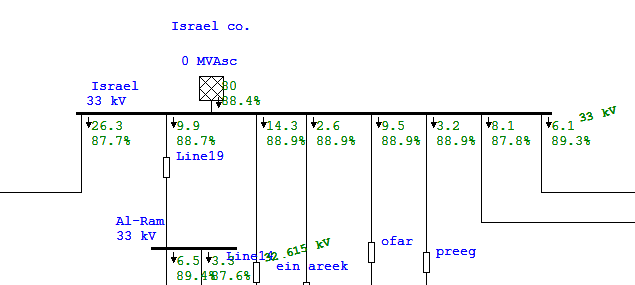 Israel co.
0 MVAsc
80
88.4%
Israel
33 kV
33 kV
26.3 9.9 14.3 2.6 9.5 3.2 8.1 6.1
87.7% 88.7% 88.9% 88.9% 88.9% 88.9% 87.8% 89.3%
Line19
Al-Ram
33 kV
Line14
32.615 kV
ofar
preeg
ein areek
6.5 3.3
89.4% 87.6%